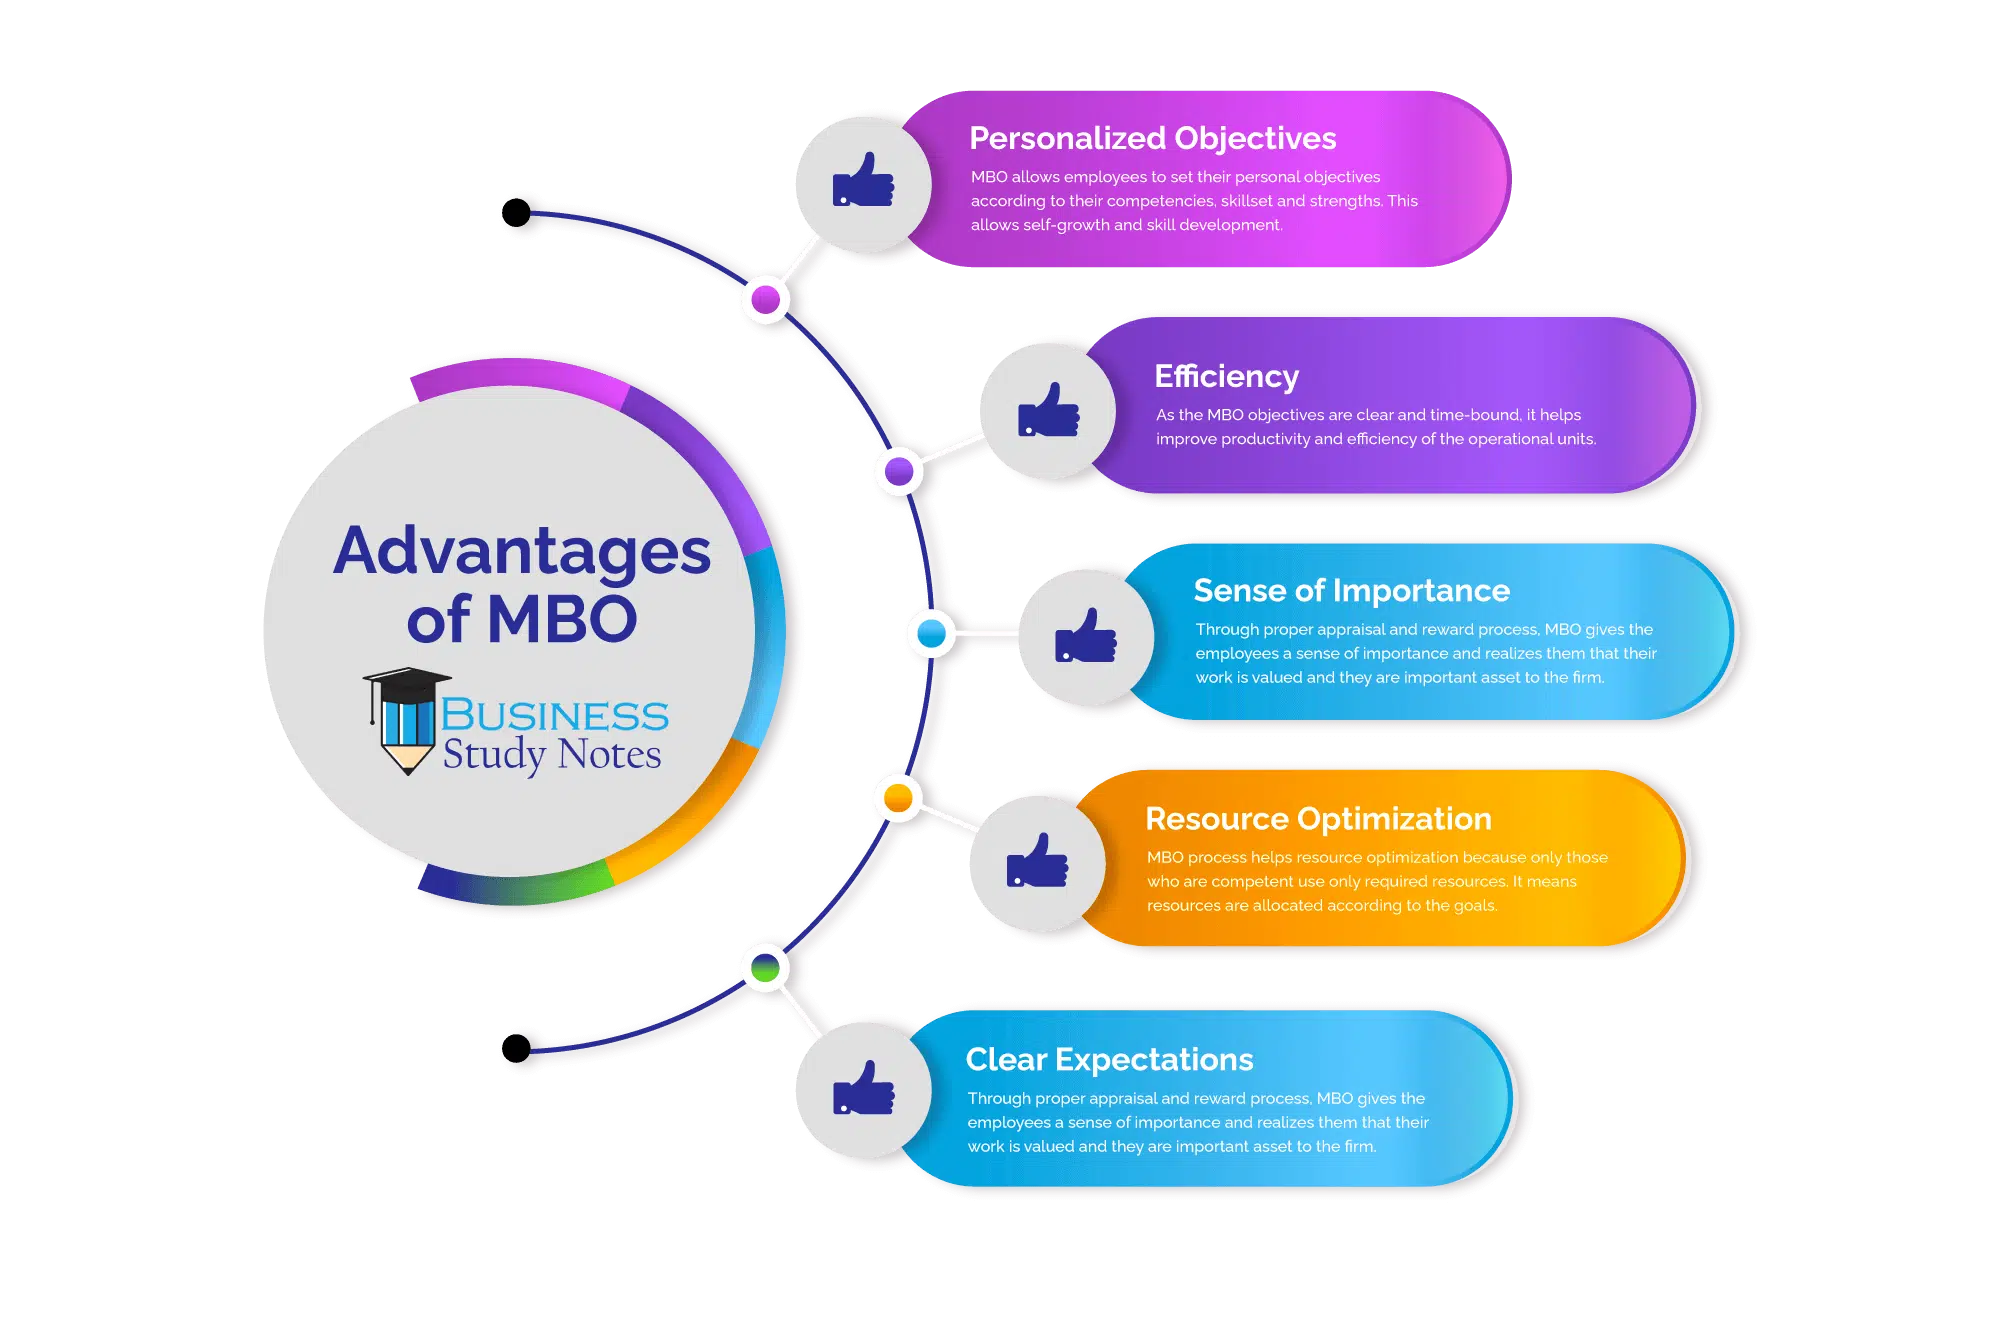 Advantages
of MBO
BUSINESS
Study Notes
Personalized Objectives
MBO allows employees to set their personal objectives
according to their competencies, skillset and strengths. This
allows self-growth and skill development.
Efficiency
As the MBO objectives are clear and time-bound, it helps
improve productivity and efficiency of the operational units.
Sense of Importance
Through proper appraisal and reward process, MBO gives the
employees a sense of importance and realizes them that their
work is valued and they are important asset to the firm.
Resource Optimization
MBO process helps resource optimization because only those
who are competent use only required resources. It means
resources are allocated according to the goals.
Clear Expectations
Through proper appraisal and reward process, MBO gives the
employees a sense of importance and realizes them that their
work is valued and they are important asset to the firm.